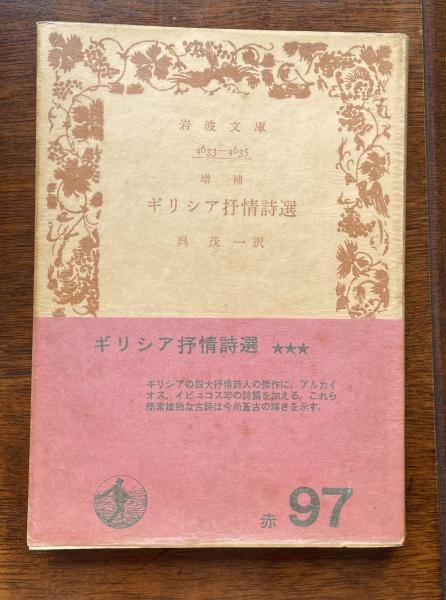 岩波文庫
4633—4635
増補
ギリシア抒情詩選
呉茂一訳
ギリシア抒情詩選 ★★★
ギリシアの四大抒情詩人の傑作に，アルカイ
オス，イビュコス等の詩篇を加える．これら
簡素雄勁な古詩は今尚蒼古の輝きを示す．
赤 97